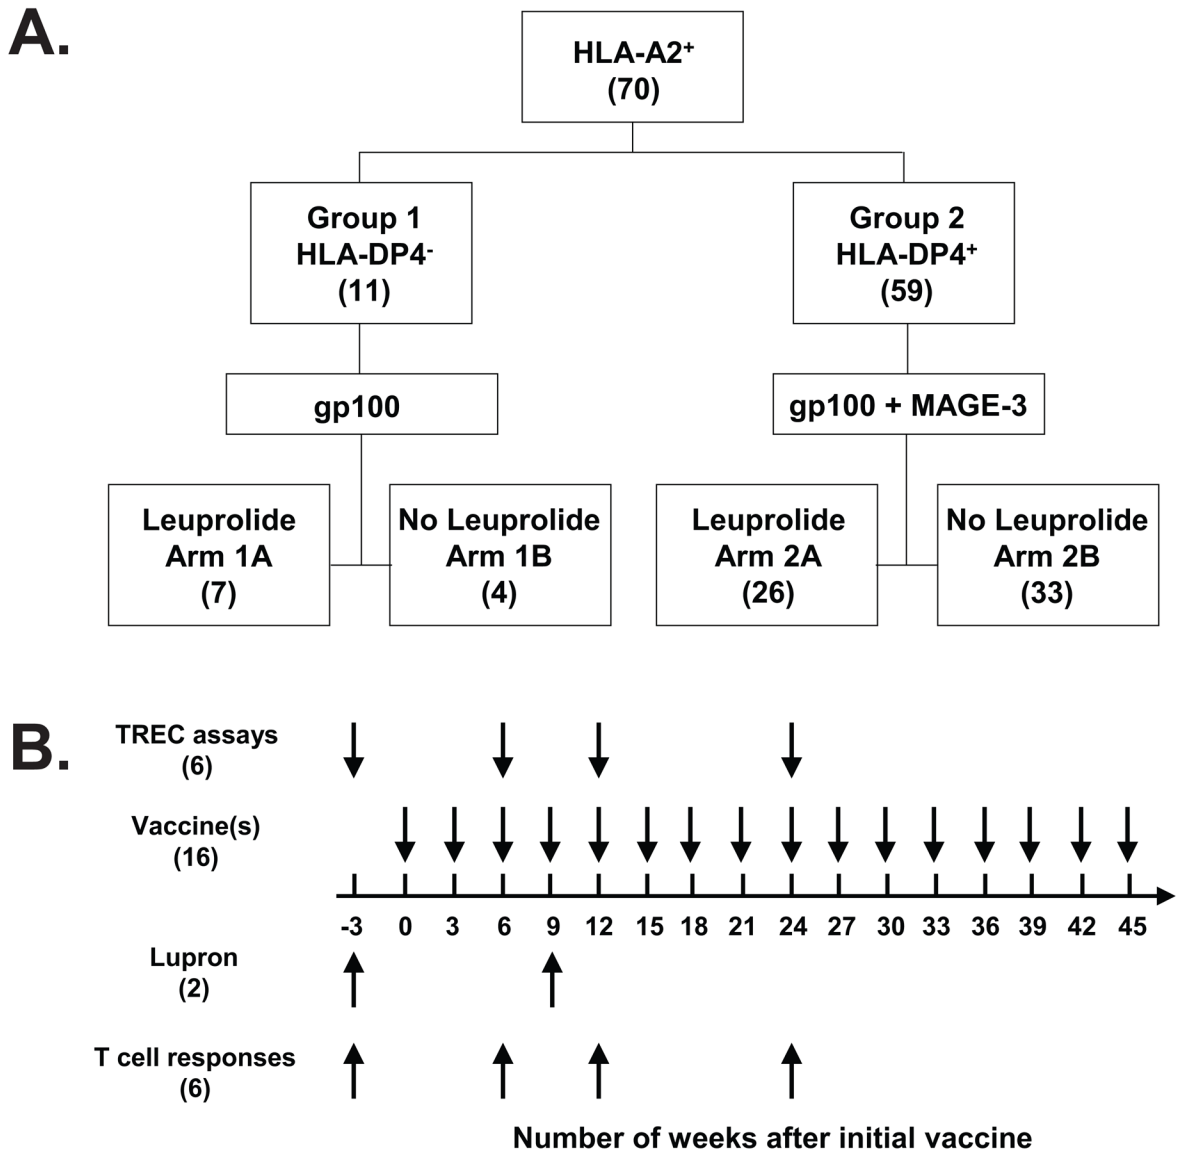 A.
HLA-A2⁺
(70)
Group 1
HLA-DP4⁻
(11)
Group 2
HLA-DP4⁺
(59)
gp100
gp100 + MAGE-3
Leuprolide
Arm 1A
(7)
No Leuprolide
Arm 1B
(4)
Leuprolide
Arm 2A
(26)
No Leuprolide
Arm 2B
(33)
B.
TREC assays
(6)
Vaccine(s)
(16)
-3 0 3 6 9 12 15 18 21 24 27 30 33 36 39 42 45
Lupron
(2)
T cell responses
(6)
Number of weeks after initial vaccine